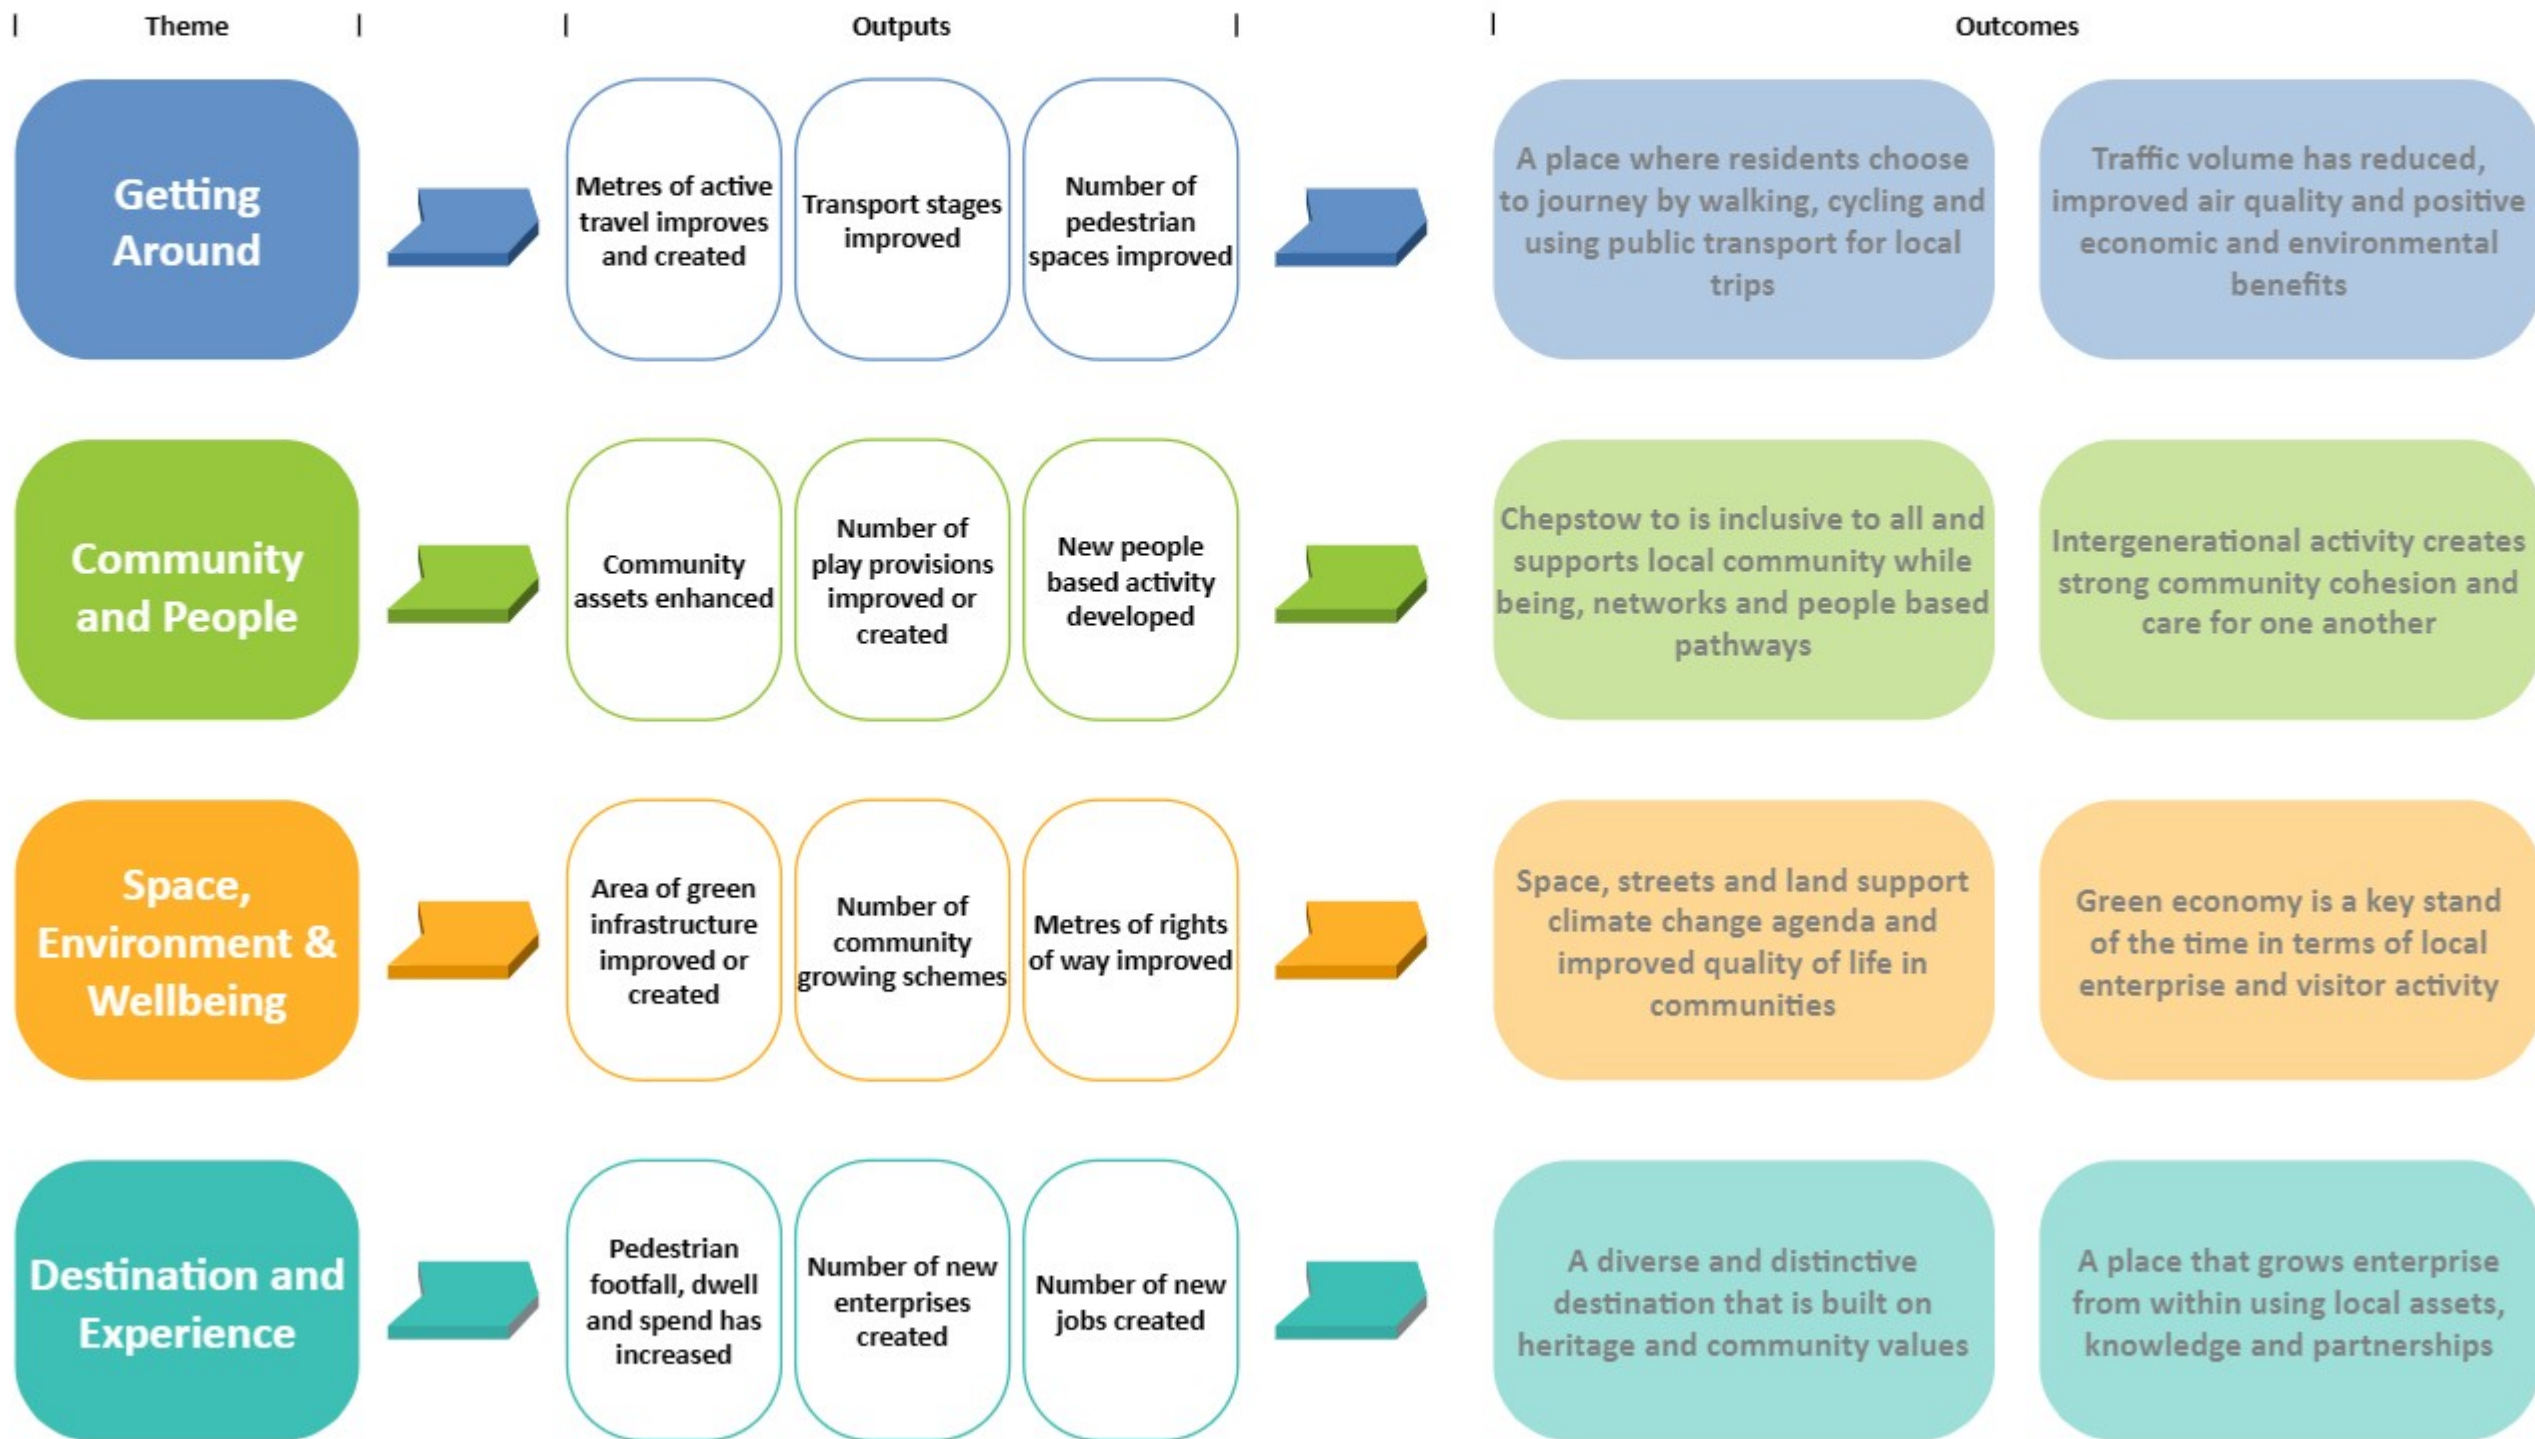 Theme
Outputs
Outcomes
Getting
Around
Metres of active
travel improves
and created
Transport stages
improved
Number of
pedestrian
spaces improved
A place where residents choose
to journey by walking, cycling and
using public transport for local
trips
Traffic volume has reduced,
improved air quality and positive
economic and environmental
benefits
Community
and People
Community
assets enhanced
Number of
play provisions
improved or
created
New people
based activity
developed
Chepstow to is inclusive to all and
supports local community while
being, networks and people based
pathways
Intergenerational activity creates
strong community cohesion and
care for one another
Space,
Environment &
Wellbeing
Area of green
infrastructure
improved or
created
Number of
community
growing schemes
Metres of rights
of way improved
Space, streets and land support
climate change agenda and
improved quality of life in
communities
Green economy is a key stand
of the time in terms of local
enterprise and visitor activity
Destination and
Experience
Pedestrian
footfall, dwell
and spend has
increased
Number of new
enterprises
created
Number of new
jobs created
A diverse and distinctive
destination that is built on
heritage and community values
A place that grows enterprise
from within using local assets,
knowledge and partnerships